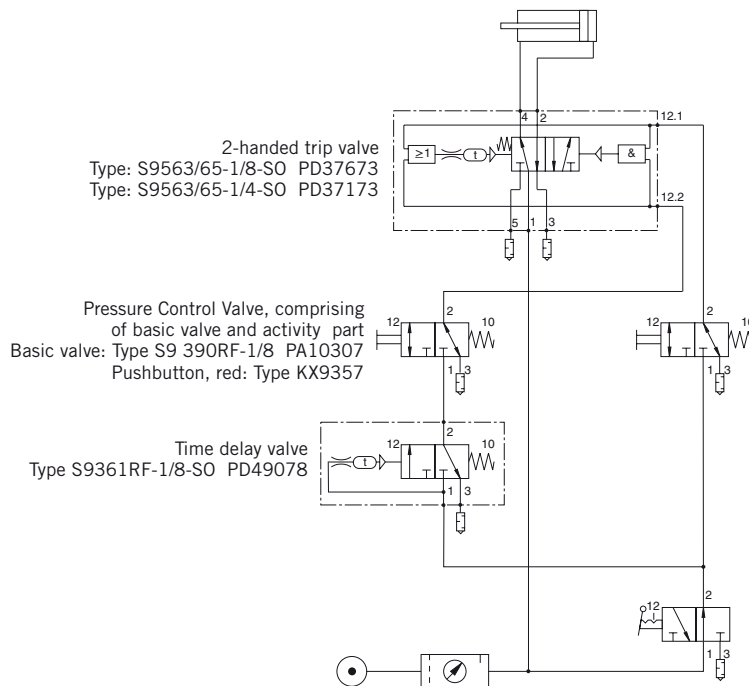 4 2
12.1
2-handed trip valve
Type: S9563/65-1/8-SO PD37673
Type: S9563/65-1/4-SO PD37173
≥1 t &
12.2
5 1 3
Pressure Control Valve, comprising
of basic valve and activity part
Basic valve: Type S9 390RF-1/8 PA10307
Pushbutton, red: Type KX9357
12 2 10
1 3
12 2 10
1 3
Time delay valve
Type S9361RF-1/8-SO PD49078
12 2 10
t
1 3
12 2
1 3